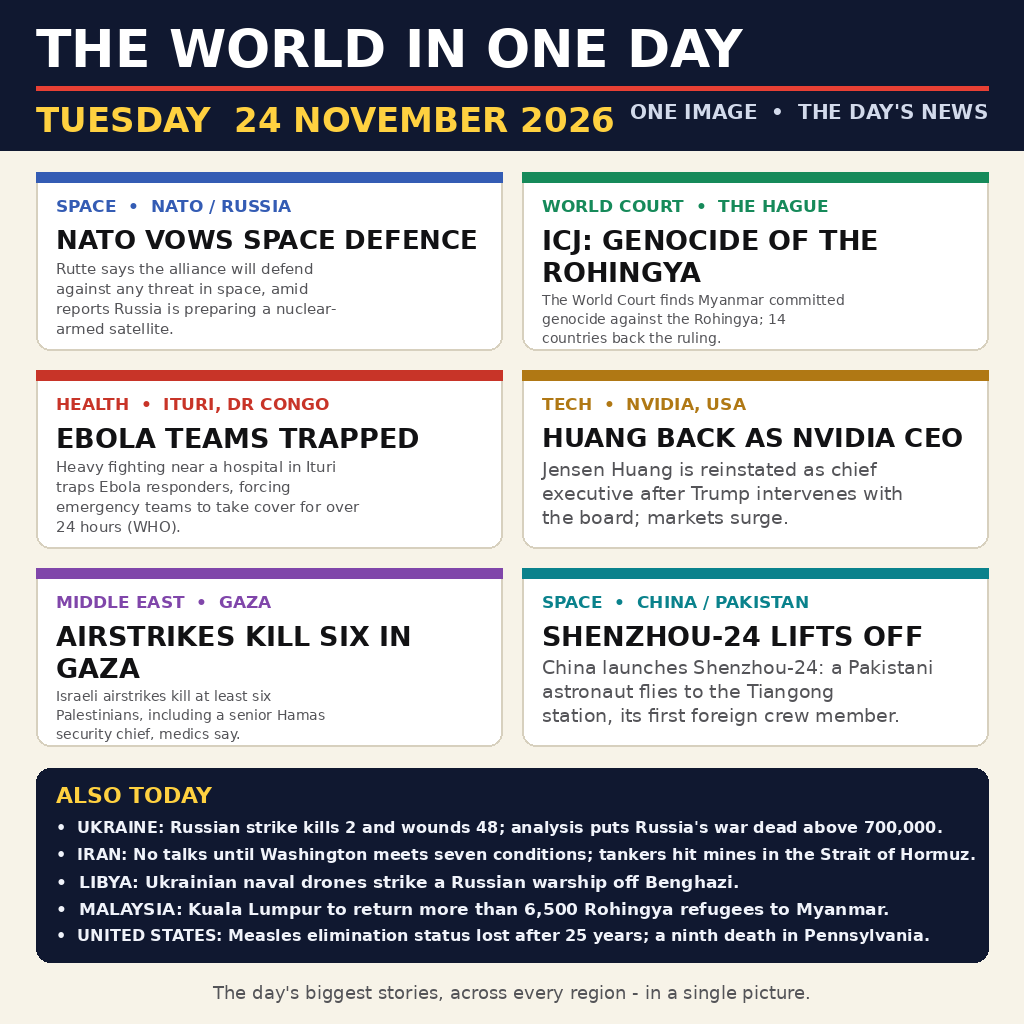 THE WORLD IN ONE DAY
TUESDAY 24 NOVEMBER 2026
ONE IMAGE • THE DAY'S NEWS
SPACE • NATO / RUSSIA
NATO VOWS SPACE DEFENCE
Rutte says the alliance will defend
against any threat in space, amid
reports Russia is preparing a nuclear-
armed satellite.
WORLD COURT • THE HAGUE
ICJ: GENOCIDE OF THE
ROHINGYA
The World Court finds Myanmar committed
genocide against the Rohingya; 14
countries back the ruling.
HEALTH • ITURI, DR CONGO
EBOLA TEAMS TRAPPED
Heavy fighting near a hospital in Ituri
traps Ebola responders, forcing
emergency teams to take cover for over
24 hours (WHO).
TECH • NVIDIA, USA
HUANG BACK AS NVIDIA CEO
Jensen Huang is reinstated as chief
executive after Trump intervenes with
the board; markets surge.
MIDDLE EAST • GAZA
AIRSTRIKES KILL SIX IN
GAZA
Israeli airstrikes kill at least six
Palestinians, including a senior Hamas
security chief, medics say.
SPACE • CHINA / PAKISTAN
SHENZHOU-24 LIFTS OFF
China launches Shenzhou-24: a Pakistani
astronaut flies to the Tiangong
station, its first foreign crew member.
ALSO TODAY
• UKRAINE: Russian strike kills 2 and wounds 48; analysis puts Russia's war dead above 700,000.
• IRAN: No talks until Washington meets seven conditions; tankers hit mines in the Strait of Hormuz.
• LIBYA: Ukrainian naval drones strike a Russian warship off Benghazi.
• MALAYSIA: Kuala Lumpur to return more than 6,500 Rohingya refugees to Myanmar.
• UNITED STATES: Measles elimination status lost after 25 years; a ninth death in Pennsylvania.
The day's biggest stories, across every region - in a single picture.